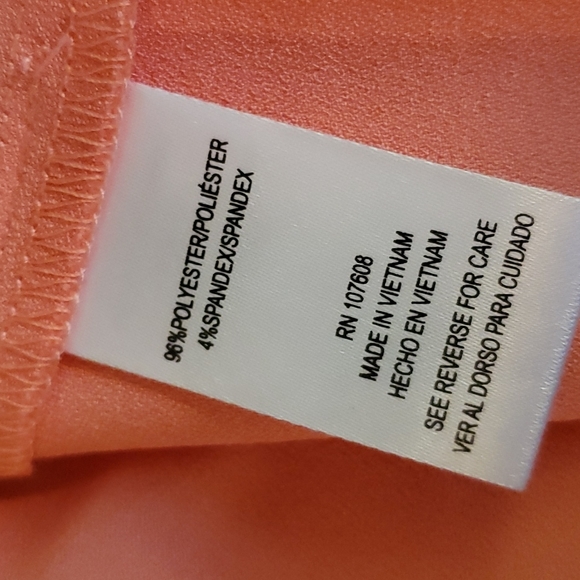 96%POLYESTER/POLIÉSTER
4%SPANDEX/SPANDEX
RN 107608
MADE IN VIETNAM
HECHO EN VIETNAM
SEE REVERSE FOR CARE
VER AL DORSO PARA CUIDADO